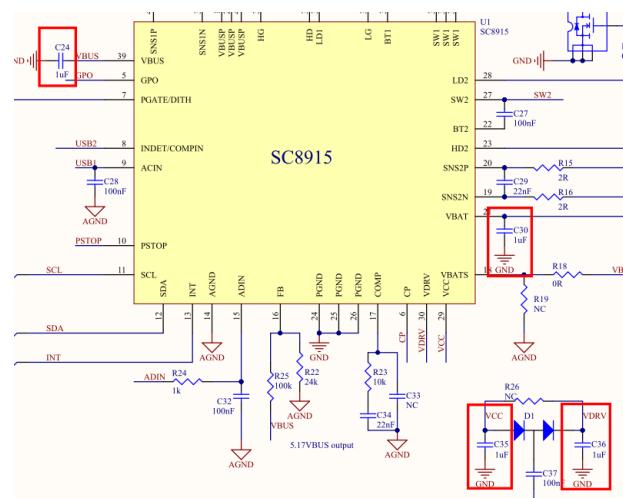 U1
SC8915
SNS1P
SNS1N
VBUSP
VBUSP
VBUSP
HG
HD
LD1
LG
BT1
SW1
SW1
SW1
C24
1uF
ND
VBUS
39
VBUS
GPO
5
GPO
7
PGATE/DITH
USB2
8
INDET/COMPIN
USB1
9
ACIN
C28
100nF
AGND
PSTOP
10
PSTOP
SCL
11
SCL
SC8915
GND
LD2
28
SW2
27
SW2
C27
100nF
BT2
22
HD2
23
SNS2P
20
R15
2R
C29
22nF
SNS2N
19
R16
2R
VBAT
C30
1uF
GND
VBATS
18
R18
0R
VB
R19
NC
AGND
SDA
INT
AGND
ADIN
FB
PGND
PGND
PGND
COMP
CP
VDRV
VCC
12
13
14
15
16
24
25
26
17
6
30
29
SDA
INT
AGND
GND
CP
VDRV
VCC
ADIN
R24
1k
C32
100nF
AGND
R25
100k
VBUS
R22
24k
AGND
5.17VBUS output
R23
10k
C34
22nF
C33
NC
AGND
R26
NC
VCC
D1
VDRV
C35
1uF
GND
C36
1uF
GND
C37
100n